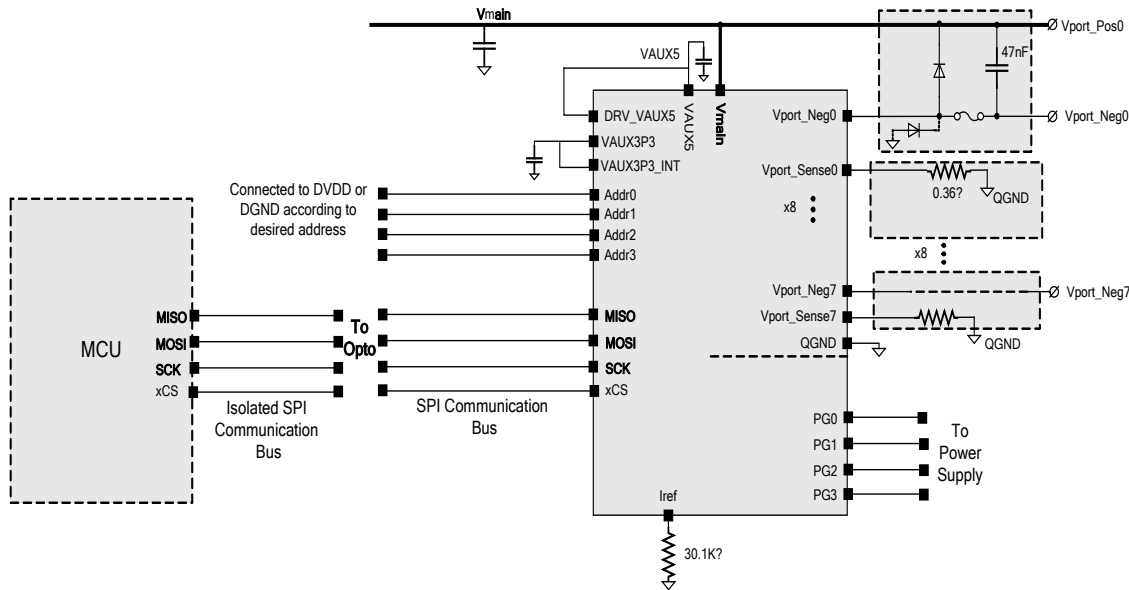 Vmain
Vport_Pos0
VAUX5
47nF
DRV_VAUX5
VAUX5
Vmain
Vport_Neg0
Vport_Neg0
VAUX3P3
VAUX3P3_INT
Vport_Sense0
0.36?
QGND
Connected to DVDD or
DGND according to
desired address
Addr0
Addr1
Addr2
Addr3
x8
x8
Vport_Neg7
Vport_Neg7
Vport_Sense7
QGND
QGND
MCU
MISO
MOSI
SCK
xCS
To
Opto
MISO
MOSI
SCK
xCS
Isolated SPI
Communication
Bus
SPI Communication
Bus
PG0
PG1
PG2
PG3
To
Power
Supply
Iref
30.1K?